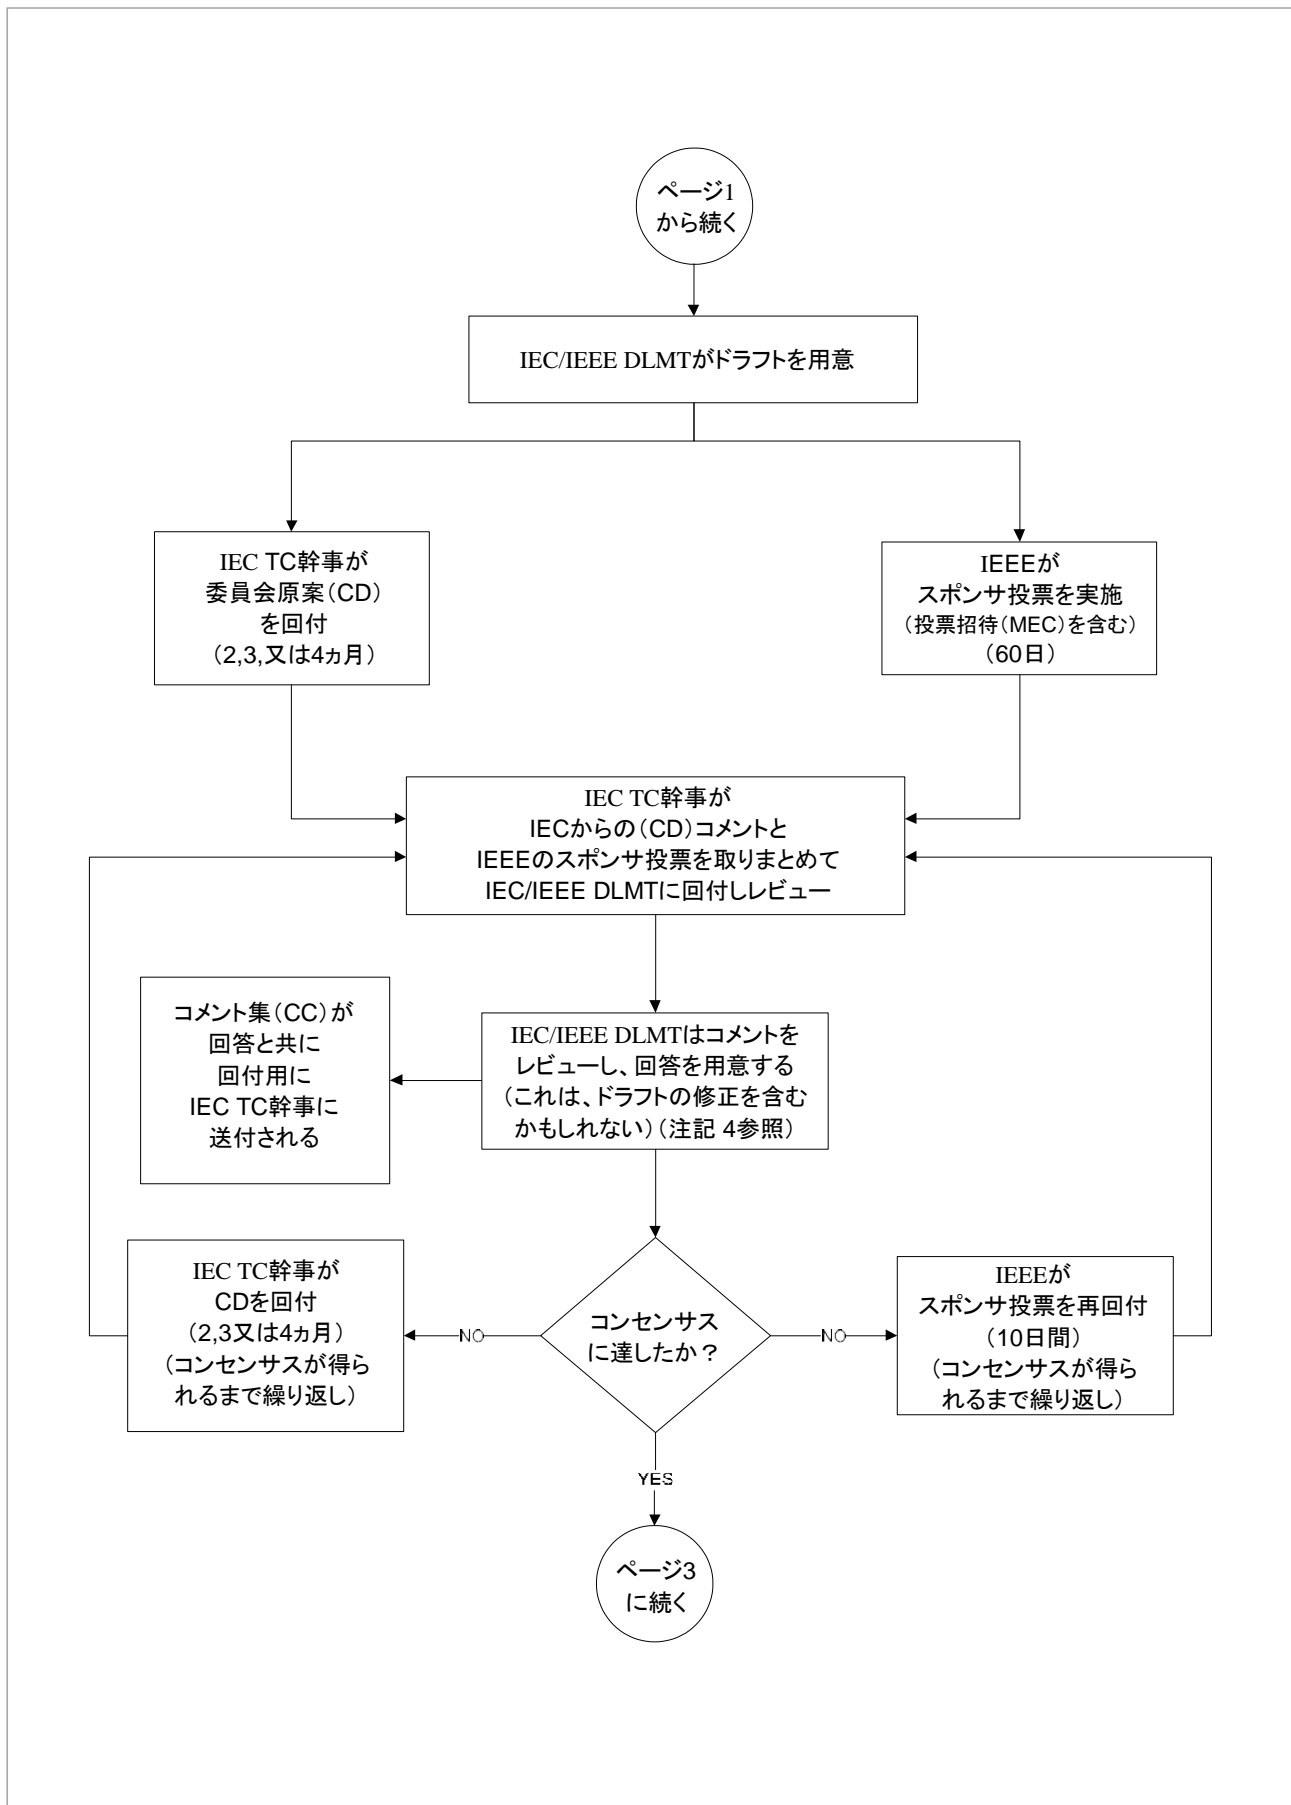 ページ1
から続く
IEC/IEEE DLMTがドラフトを用意
IEC TC幹事が
委員会原案（CD）
を回付
（2,3,又は4ヵ月）
IEEEが
スポンサ投票を実施
（投票招待（MEC）を含む）
（60日）
IEC TC幹事が
IECからの（CD）コメントと
IEEEのスポンサ投票を取りまとめて
IEC/IEEE DLMTに回付しレビュー
コメント集（CC）が
回答と共に
回付用に
IEC TC幹事に
送付される
IEC/IEEE DLMTはコメントを
レビューし、回答を用意する
（これは、ドラフトの修正を含む
かもしれない）（注記 4参照）
IEC TC幹事が
CDを回付
（2,3又は4ヵ月）
（コンセンサスが得ら
れるまで繰り返し）
NO
コンセンサス
に達したか？
NO
IEEEが
スポンサ投票を再回付
（10日間）
（コンセンサスが得ら
れるまで繰り返し）
YES
ページ3
に続く